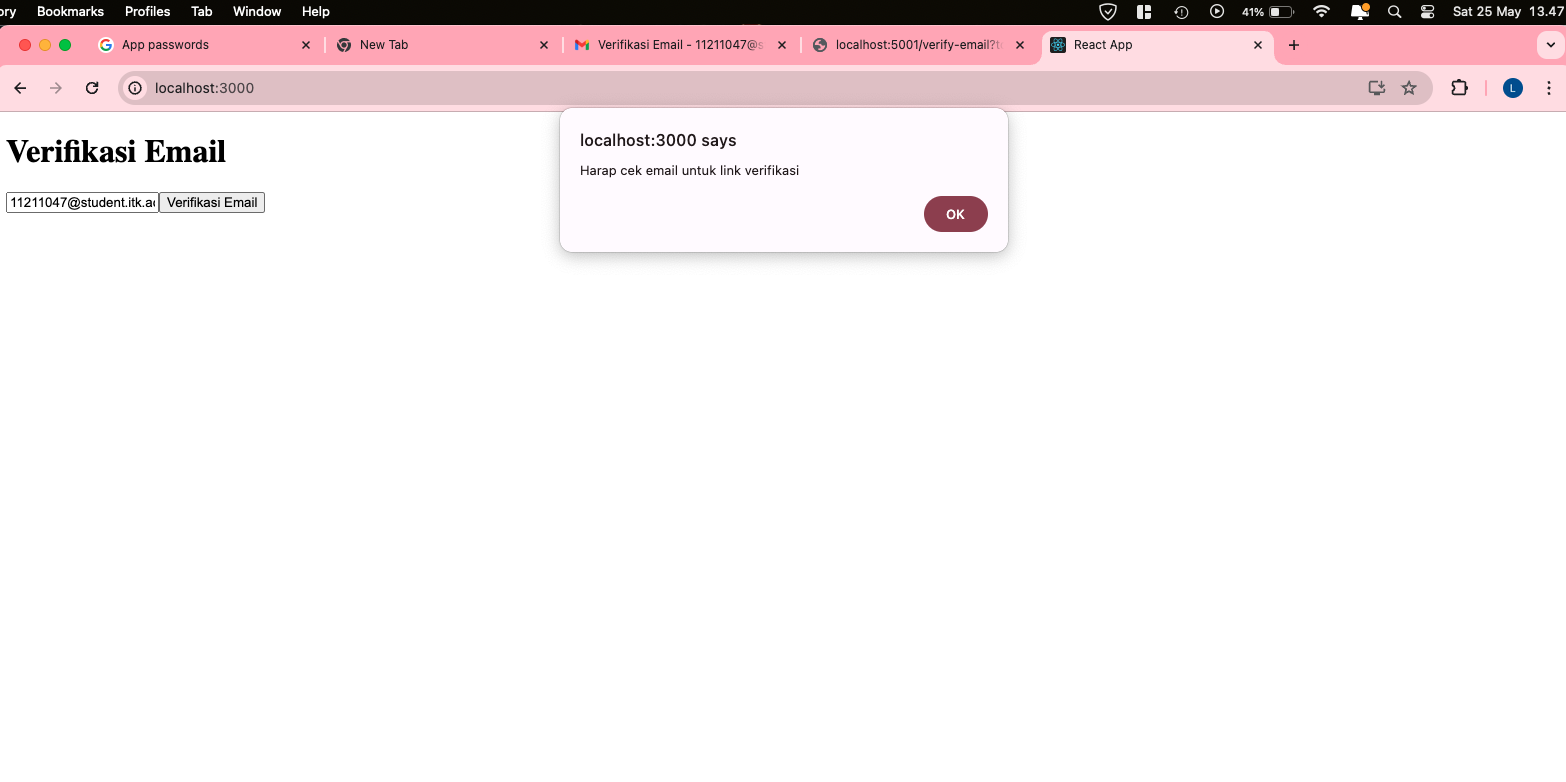 ory Bookmarks Profiles Tab Window Help 41% Sat 25 May 13.47
App passwords New Tab Verifikasi Email - 11211047@s localhost:5001/verify-email?to React App
localhost:3000 L
localhost:3000 says
Verifikasi Email
Harap cek email untuk link verifikasi
11211047@student.itk.ac Verifikasi Email
OK